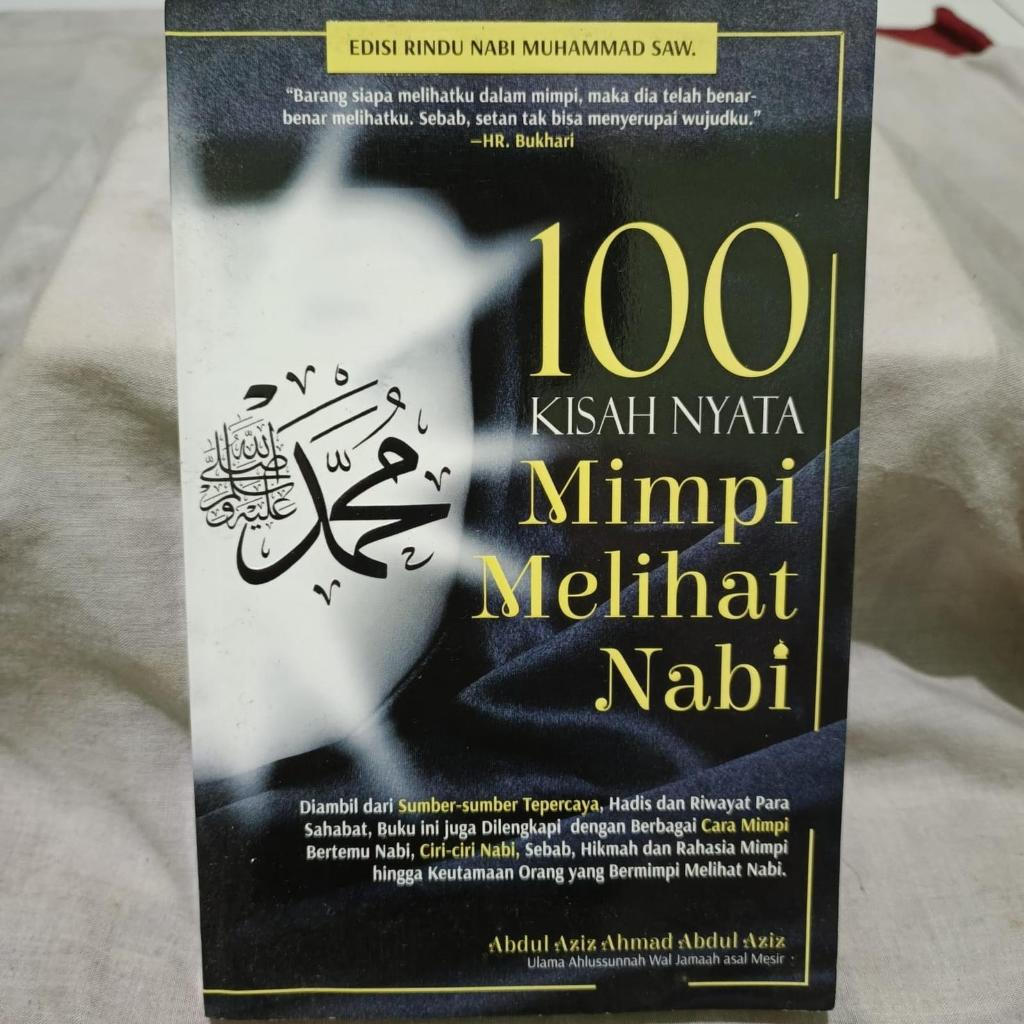 EDISI RINDU NABI MUHAMMAD SAW.
“Barang siapa melihatku dalam mimpi, maka dia telah benar-
benar melihatku. Sebab, setan tak bisa menyerupai wujudku.”
—HR. Bukhari
100
KISAH NYATA
Mimpi
Melihat
Nabi
محمد
صلى الله عليه وسلم
Diambil dari Sumber-sumber Tepercaya, Hadis dan Riwayat Para
Sahabat, Buku ini juga Dilengkapi dengan Berbagai Cara Mimpi
Bertemu Nabi, Ciri-ciri Nabi, Sebab, Hikmah dan Rahasia Mimpi
hingga Keutamaan Orang yang Bermimpi Melihat Nabi.
Abdul Aziz Ahmad Abdul Aziz
Ulama Ahlussunnah Wal Jamaah asal Mesir